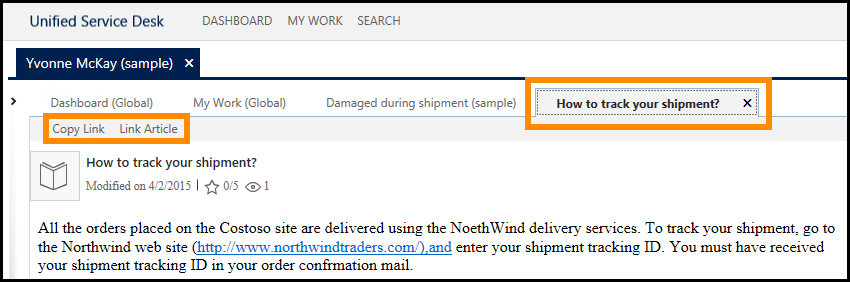 Unified Service Desk DASHBOARD MY WORK SEARCH
Yvonne McKay (sample) ×
Dashboard (Global) My Work (Global) Damaged during shipment (sample) How to track your shipment? ×
Copy Link Link Article
How to track your shipment?
Modified on 4/2/2015 | 0/5 1
All the orders placed on the Costoso site are delivered using the NoethWind delivery services. To track your shipment, go to
the Northwind web site (http://www.northwindtraders.com/),and enter your shipment tracking ID. You must have received
your shipment tracking ID in your order confrmation mail.